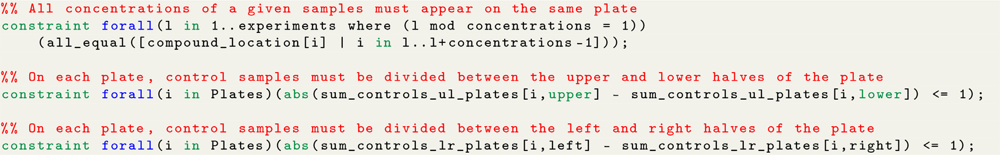 %% All concentrations of a given samples must appear on the same plate
constraint forall(l in 1..experiments where (l mod concentrations = 1))
    (all_equal([compound_location[i] | i in l..l+concentrations-1]));
%% On each plate, control samples must be divided between the upper and lower halves of the plate
constraint forall(i in Plates)(abs(sum_controls_ul_plates[i,upper] - sum_controls_ul_plates[i,lower]) <= 1);
%% On each plate, control samples must be divided between the left and right halves of the plate
constraint forall(i in Plates)(abs(sum_controls_lr_plates[i,left] - sum_controls_lr_plates[i,right]) <= 1);